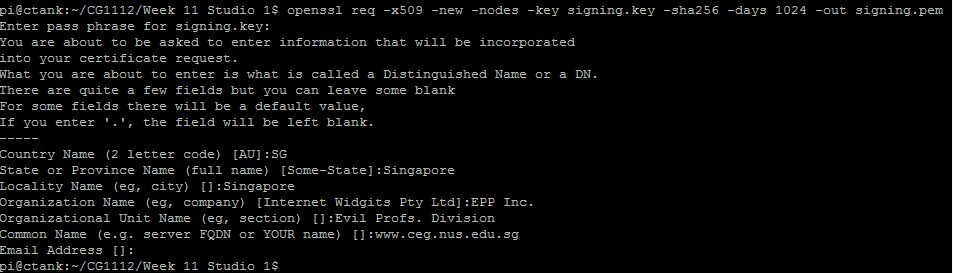 pi@ctank:~/CG1112/Week 11 Studio 1$ openssl req -x509 -new -nodes -key signing.key -sha256 -days 1024 -out signing.pem
Enter pass phrase for signing.key:
You are about to be asked to enter information that will be incorporated
into your certificate request.
What you are about to enter is what is called a Distinguished Name or a DN.
There are quite a few fields but you can leave some blank
For some fields there will be a default value,
If you enter '.', the field will be left blank.
-----
Country Name (2 letter code) [AU]:SG
State or Province Name (full name) [Some-State]:Singapore
Locality Name (eg, city) []:Singapore
Organization Name (eg, company) [Internet Widgits Pty Ltd]:EPP Inc.
Organizational Unit Name (eg, section) []:Evil Profs. Division
Common Name (e.g. server FQDN or YOUR name) []:www.ceg.nus.edu.sg
Email Address []:
pi@ctank:~/CG1112/Week 11 Studio 1$